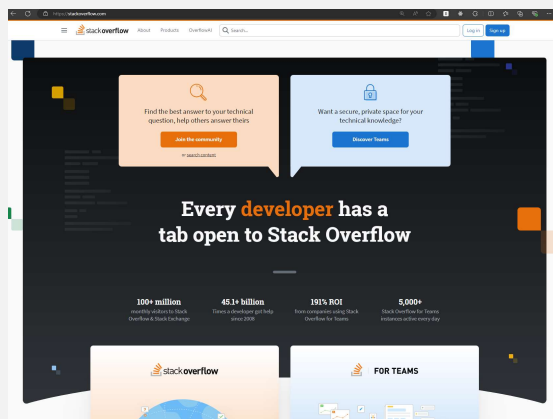 https://stackoverflow.com
stackoverflow About Products OverflowAI Search... Log in Sign up
Find the best answer to your technical
question, help others answer theirs
Join the community
or search content
Want a secure, private space for your
technical knowledge?
Discover Teams
Every developer has a
tab open to Stack Overflow
100+ million
monthly visitors to Stack
Overflow & Stack Exchange
45.1+ billion
Times a developer got help
since 2008
191% ROI
from companies using Stack
Overflow for Teams
5,000+
Stack Overflow for Teams
instances active every day
stackoverflow
FOR TEAMS